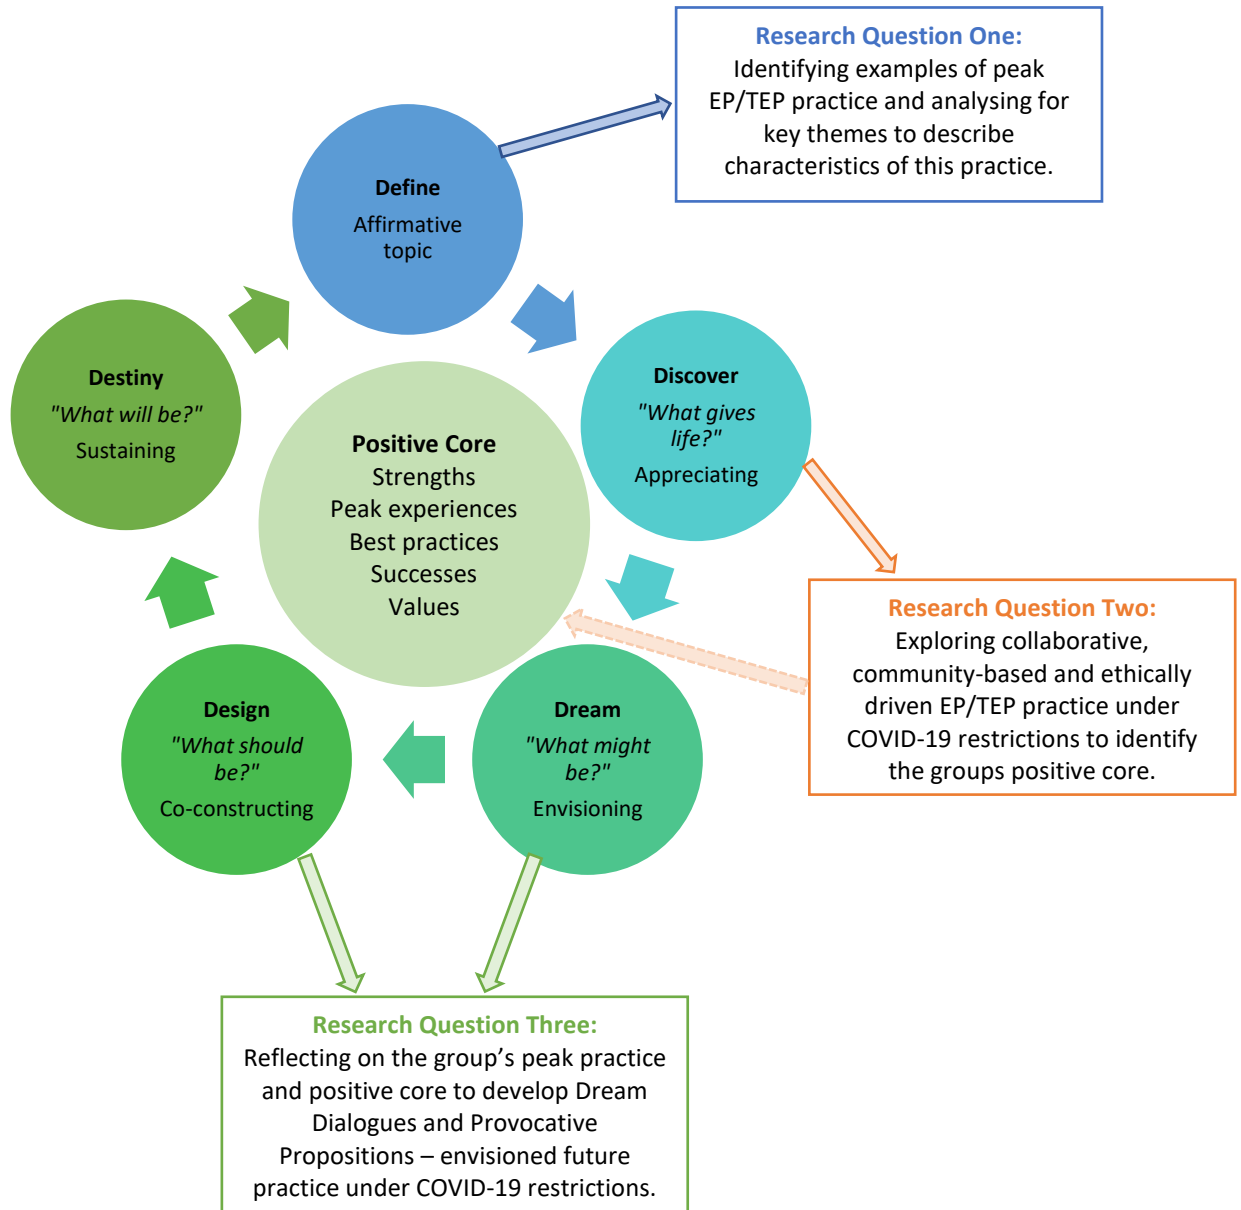 Research Question One:
Identifying examples of peak
EP/TEP practice and analysing for
key themes to describe
characteristics of this practice.
Define
Affirmative
topic
Discover
"What gives
life?"
Appreciating
Destiny
"What will be?"
Sustaining
Positive Core
Strengths
Peak experiences
Best practices
Successes
Values
Research Question Two:
Exploring collaborative,
community-based and ethically
driven EP/TEP practice under
COVID-19 restrictions to identify
the groups positive core.
Design
"What should
be?"
Co-constructing
Dream
"What might
be?"
Envisioning
Research Question Three:
Reflecting on the group’s peak practice
and positive core to develop Dream
Dialogues and Provocative
Propositions – envisioned future
practice under COVID-19 restrictions.